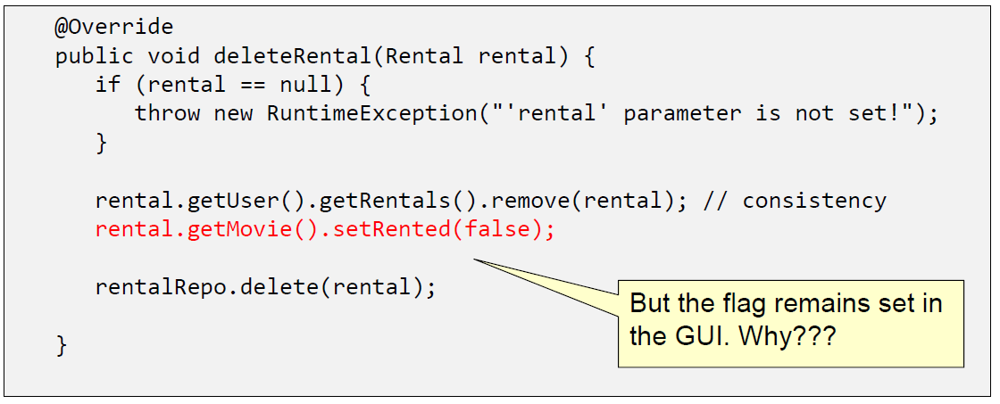 @Override
public void deleteRental(Rental rental) {
if (rental == null) {
throw new RuntimeException("'rental' parameter is not set!");
}
rental.getUser().getRentals().remove(rental); // consistency
rental.getMovie().setRented(false);
rentalRepo.delete(rental);
}
But the flag remains set in
the GUI. Why???